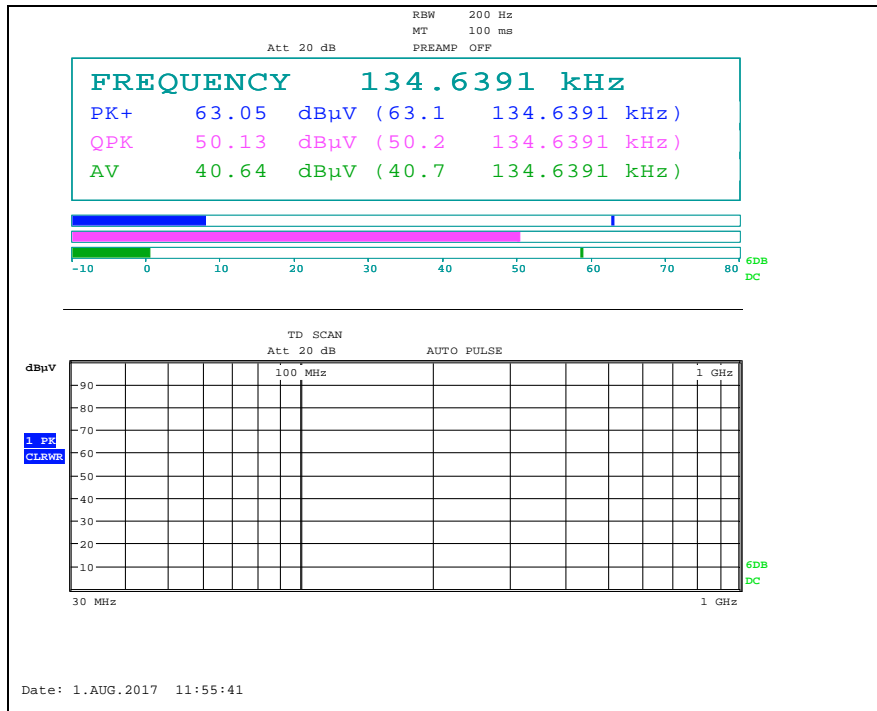 RBW 200 Hz
MT 100 ms
Att 20 dB PREAMP OFF
FREQUENCY 134.6391 kHz
PK+ 63.05 dBµV (63.1 134.6391 kHz)
QPK 50.13 dBµV (50.2 134.6391 kHz)
AV 40.64 dBµV (40.7 134.6391 kHz)
-10 0 10 20 30 40 50 60 70 80
6DB
DC
TD SCAN
Att 20 dB AUTO PULSE
dBµV
100 MHz 1 GHz
90
80
70
1 PK
CLRWR
60
50
40
30
20
10
6DB
DC
30 MHz 1 GHz
Date: 1.AUG.2017 11:55:41